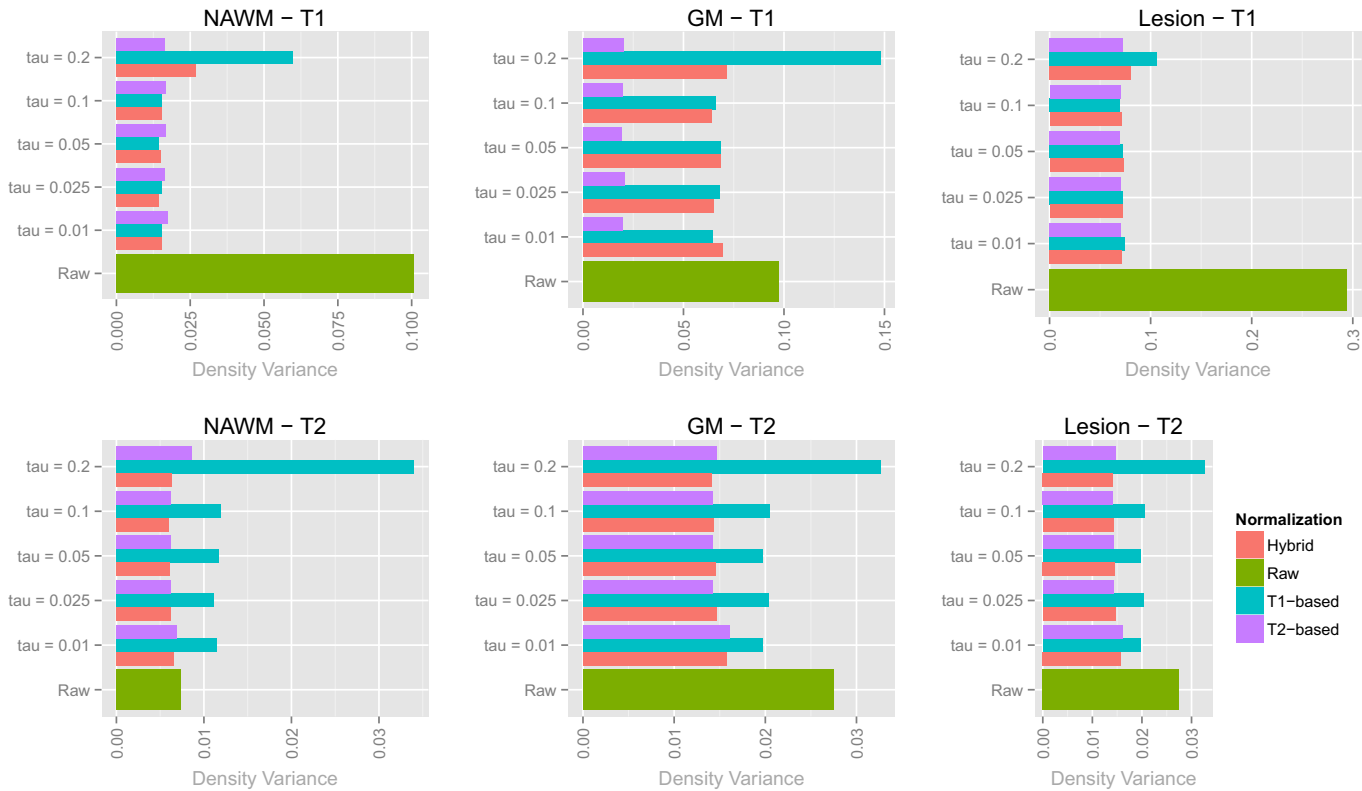 NAWM − T1
tau = 0.2
tau = 0.1
tau = 0.05
tau = 0.025
tau = 0.01
Raw
0.000
0.025
0.050
0.075
0.100
Density Variance
GM − T1
tau = 0.2
tau = 0.1
tau = 0.05
tau = 0.025
tau = 0.01
Raw
0.00
0.05
0.10
0.15
Density Variance
Lesion − T1
tau = 0.2
tau = 0.1
tau = 0.05
tau = 0.025
tau = 0.01
Raw
0.0
0.1
0.2
0.3
Density Variance
NAWM − T2
tau = 0.2
tau = 0.1
tau = 0.05
tau = 0.025
tau = 0.01
Raw
0.00
0.01
0.02
0.03
Density Variance
GM − T2
tau = 0.2
tau = 0.1
tau = 0.05
tau = 0.025
tau = 0.01
Raw
0.00
0.01
0.02
0.03
Density Variance
Lesion − T2
tau = 0.2
tau = 0.1
tau = 0.05
tau = 0.025
tau = 0.01
Raw
0.00
0.01
0.02
0.03
Density Variance
Normalization
Hybrid
Raw
T1−based
T2−based